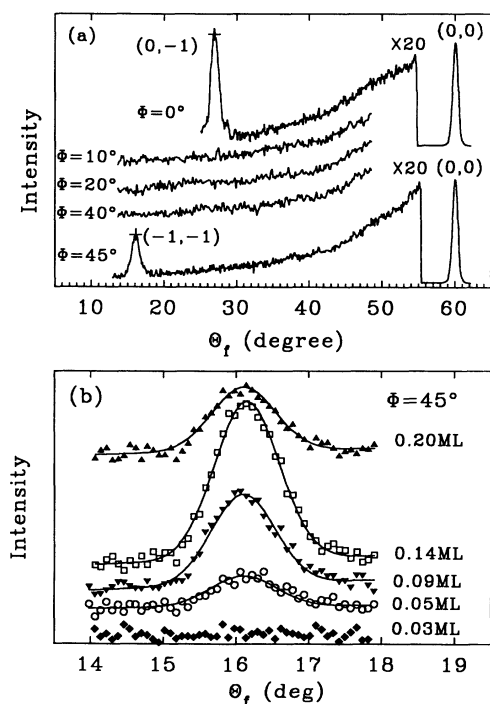 (a)
(0,-1)
X20
(0,0)
Φ=0°
Φ=10°
Φ=20°
Φ=40°
X20
(0,0)
(-1,-1)
Φ=45°
Intensity
10 20 30 40 50 60
Θf (degree)
(b)
Φ=45°
0.20ML
0.14ML
0.09ML
0.05ML
0.03ML
Intensity
14 15 16 17 18 19
Θf (deg)